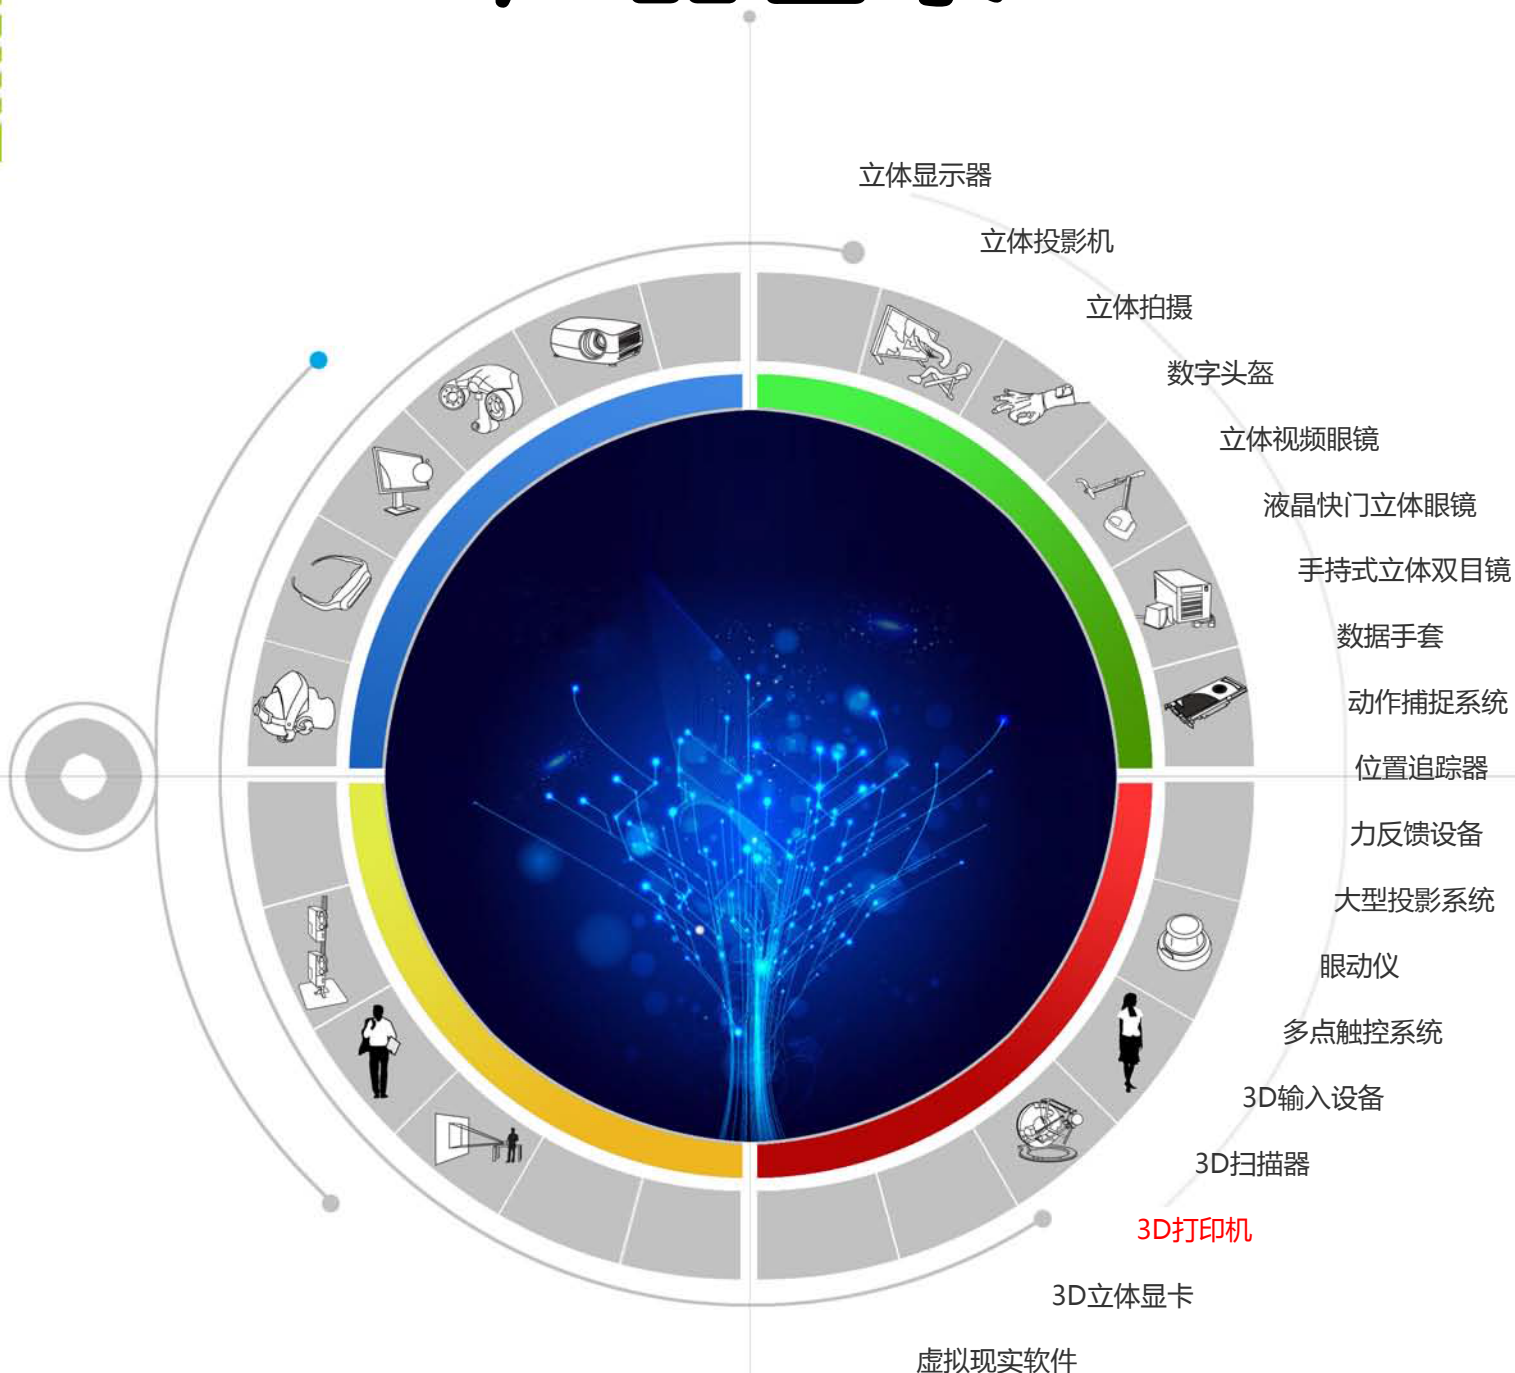 立体显示器
立体投影机
立体拍摄
数字头盔
立体视频眼镜
液晶快门立体眼镜
手持式立体双目镜
数据手套
动作捕捉系统
位置追踪器
力反馈设备
大型投影系统
眼动仪
多点触控系统
3D输入设备
3D扫描器
3D打印机
3D立体显卡
虚拟现实软件